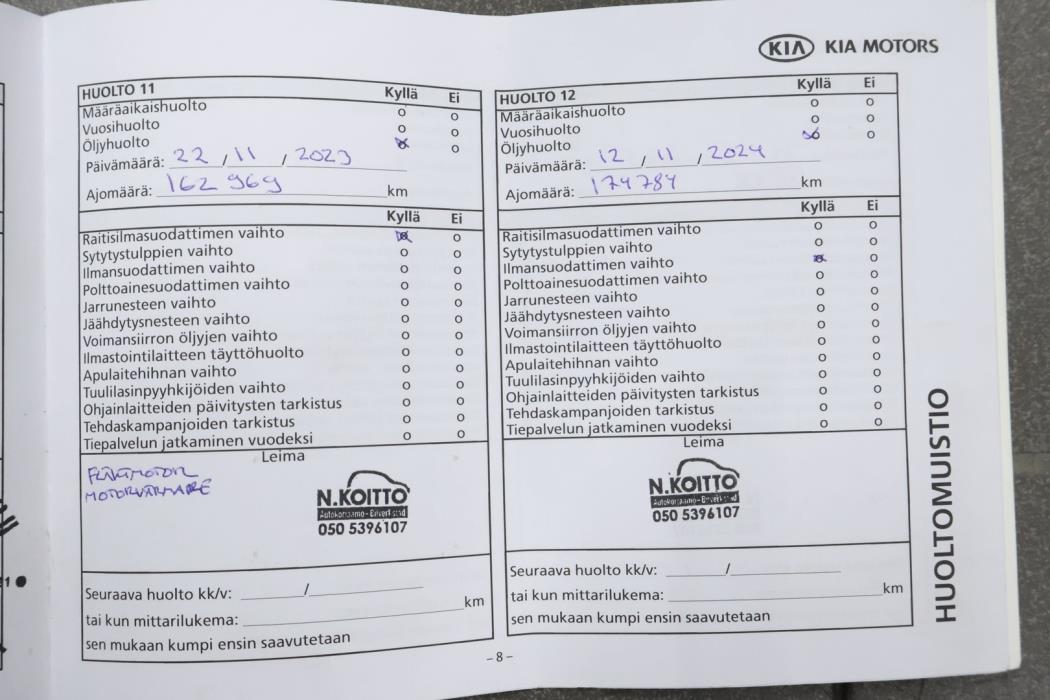 KIA KIA MOTORS
HUOLTO 11 Kyllä Ei
Määräaikaishuolto o o
Vuosihuolto o o
Öljyhuolto o
Päivämäärä: 22 / 11 / 2023
Ajomäärä: 162 969 km
Kyllä Ei
Raitisilmasuodattimen vaihto o
Sytytystulppien vaihto o o
Ilmansuodattimen vaihto o o
Polttoainesuodattimen vaihto o o
Jarrunesteen vaihto o o
Jäähdytysnesteen vaihto o o
Voimansiirron öljyjen vaihto o o
Ilmastointilaitteen täyttöhuolto o o
Apulaitehihnan vaihto o o
Tuulilasinpyyhkijöiden vaihto o o
Ohjainlaitteiden päivitysten tarkistus o o
Tehdaskampanjoiden tarkistus o o
Tiepalvelun jatkaminen vuodeksi o o
Leima
FLÄKTMOTOR
MOTORVÄRMARE
N.KOITTO
050 5396107
Seuraava huolto kk/v: /
tai kun mittarilukema: km
sen mukaan kumpi ensin saavutetaan
HUOLTO 12 Kyllä Ei
Määräaikaishuolto o o
Vuosihuolto o o
Öljyhuolto o
Päivämäärä: 12 / 11 / 2024
Ajomäärä: 174784 km
Kyllä Ei
Raitisilmasuodattimen vaihto o o
Sytytystulppien vaihto o o
Ilmansuodattimen vaihto o
Polttoainesuodattimen vaihto o o
Jarrunesteen vaihto o o
Jäähdytysnesteen vaihto o o
Voimansiirron öljyjen vaihto o o
Ilmastointilaitteen täyttöhuolto o o
Apulaitehihnan vaihto o o
Tuulilasinpyyhkijöiden vaihto o o
Ohjainlaitteiden päivitysten tarkistus o o
Tehdaskampanjoiden tarkistus o o
Tiepalvelun jatkaminen vuodeksi o o
Leima
N.KOITTO
050 5396107
Seuraava huolto kk/v: /
tai kun mittarilukema: km
sen mukaan kumpi ensin saavutetaan
HUOLTOMUISTIO
–8–